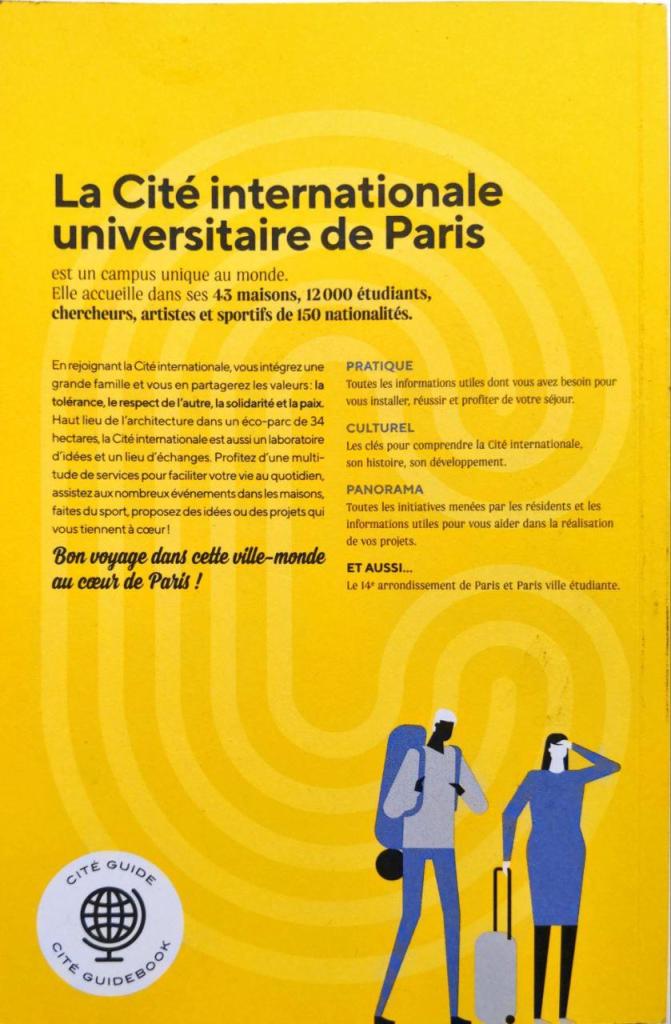 La Cité internationale
universitaire de Paris
est un campus unique au monde.
Elle accueille dans ses 43 maisons, 12 000 étudiants,
chercheurs, artistes et sportifs de 150 nationalités.
En rejoignant la Cité internationale, vous intégrez une
grande famille et vous en partagerez les valeurs : la
tolérance, le respect de l'autre, la solidarité et la paix.
Haut lieu de l'architecture dans un éco-parc de 34
hectares, la Cité internationale est aussi un laboratoire
d'idées et un lieu d'échanges. Profitez d'une multi-
tude de services pour faciliter votre vie au quotidien,
assistez aux nombreux événements dans les maisons,
faites du sport, proposez des idées ou des projets qui
vous tiennent à cœur !
Bon voyage dans cette ville-monde
au cœur de Paris !
PRATIQUE
Toutes les informations utiles dont vous avez besoin pour
vous installer, réussir et profiter de votre séjour.
CULTUREL
Les clés pour comprendre la Cité internationale,
son histoire, son développement.
PANORAMA
Toutes les initiatives menées par les résidents et les
informations utiles pour vous aider dans la réalisation
de vos projets.
ET AUSSI...
Le 14e arrondissement de Paris et Paris ville étudiante.
CITÉ GUIDE
CITÉ GUIDEBOOK